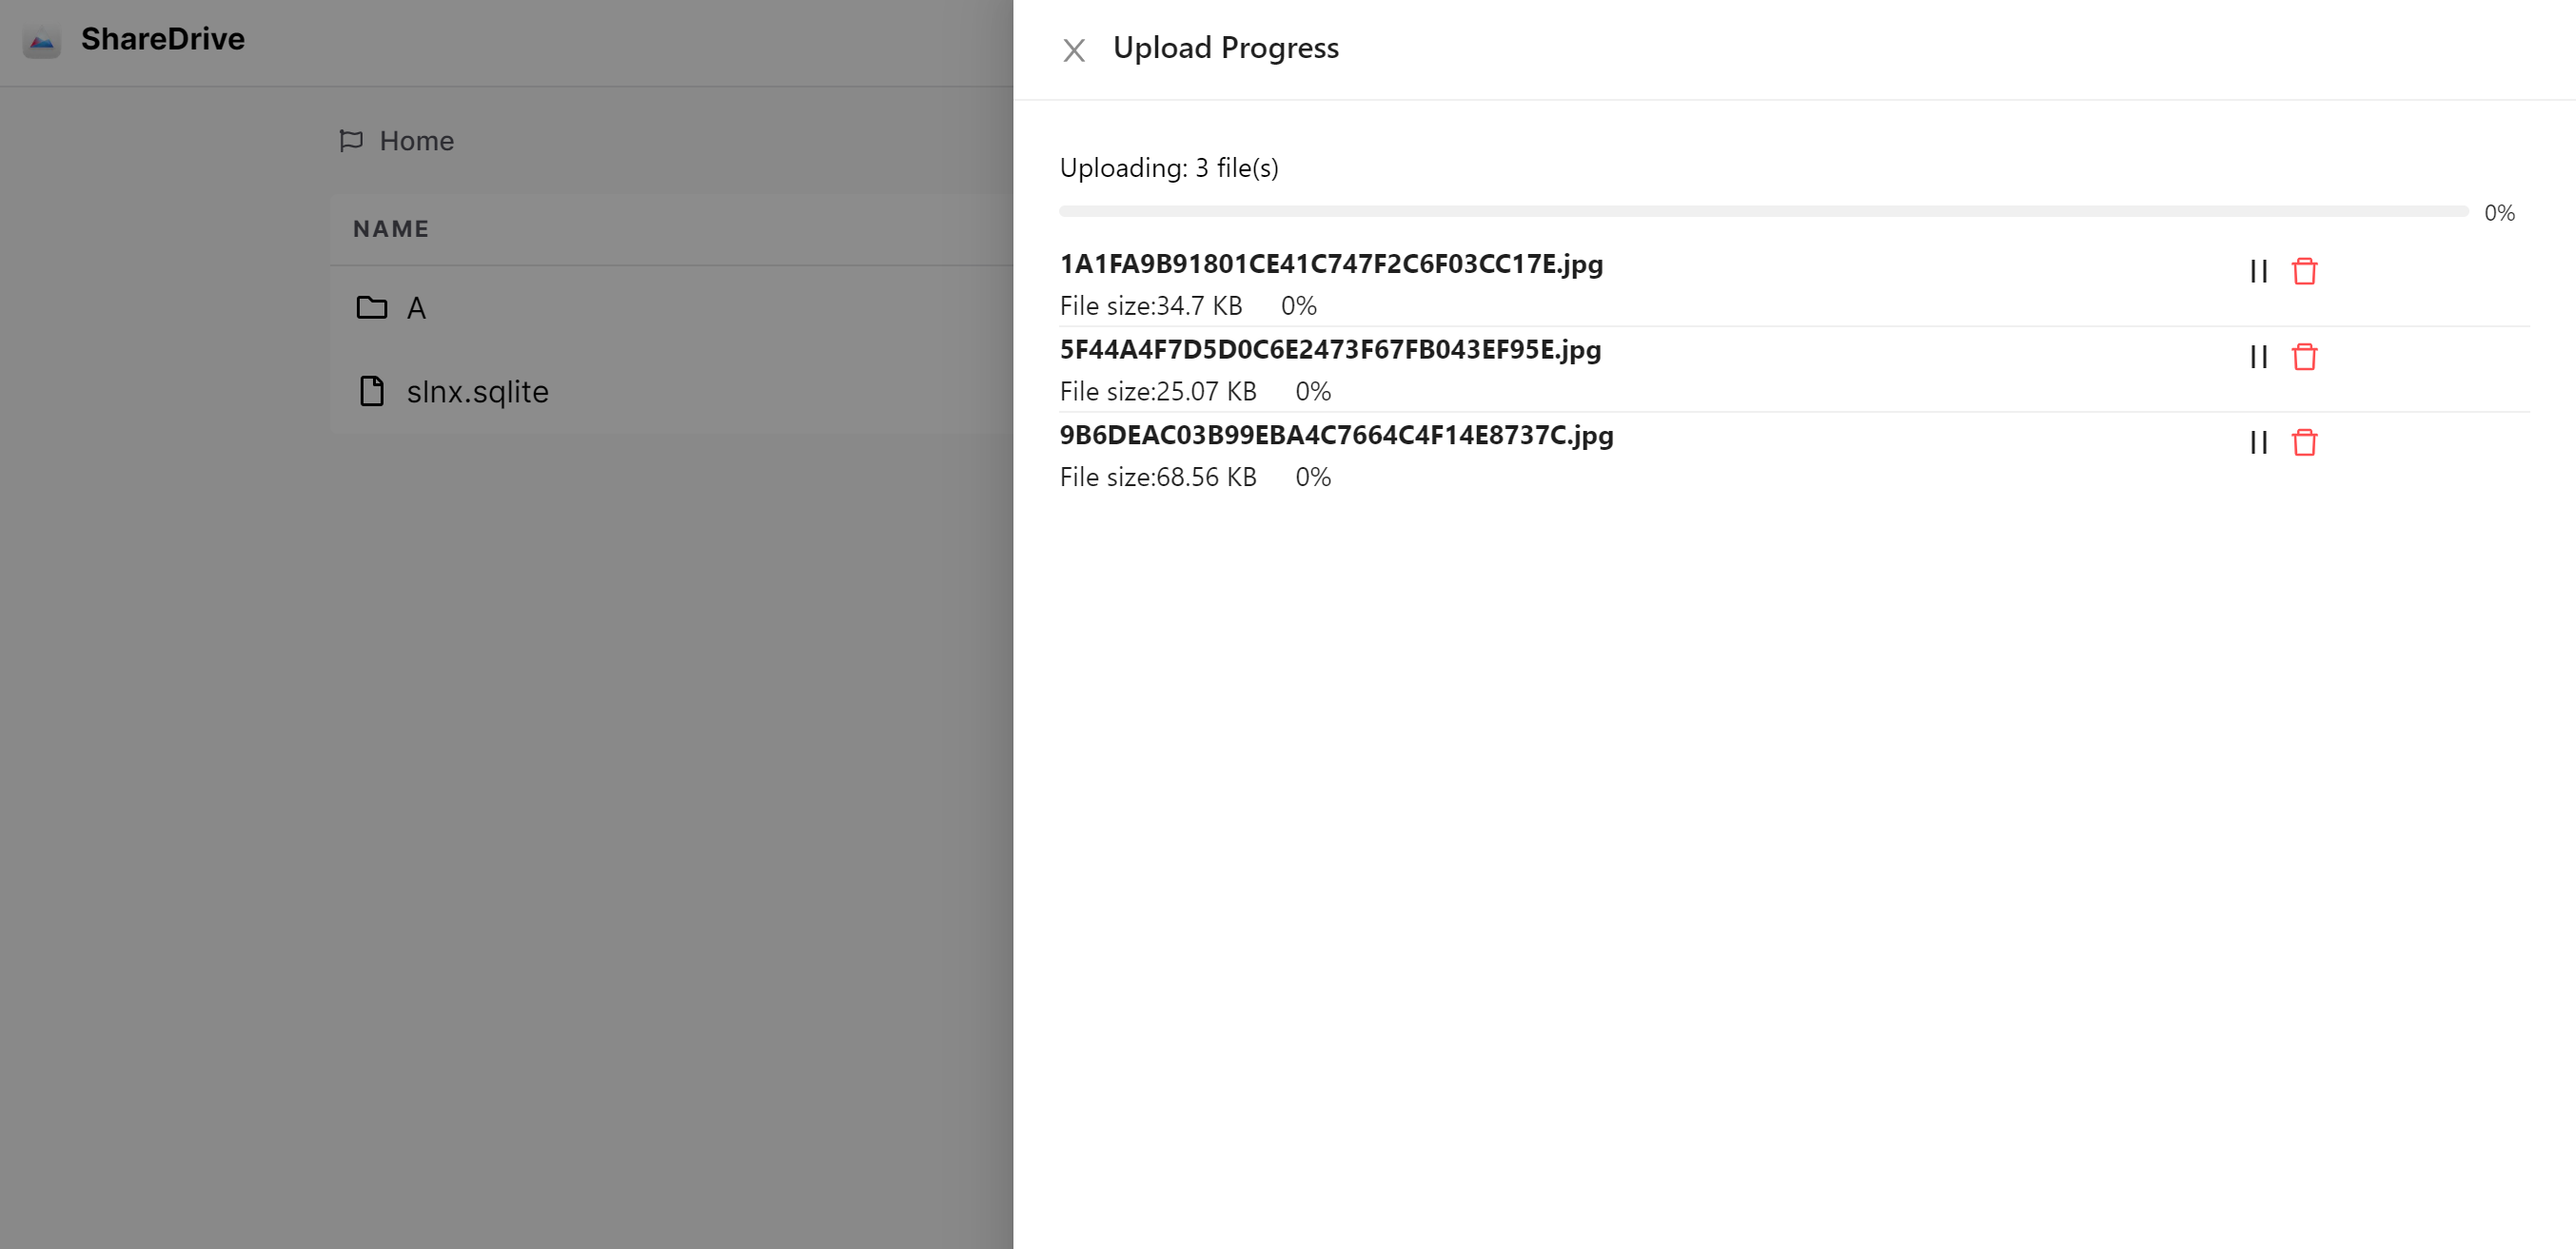 ShareDrive
Home
NAME
A
slnx.sqlite
Upload Progress
Uploading: 3 file(s)
0%
1A1FA9B91801CE41C747F2C6F03CC17E.jpg
File size:34.7 KB 0%
5F44A4F7D5D0C6E2473F67FB043EF95E.jpg
File size:25.07 KB 0%
9B6DEAC03B99EBA4C7664C4F14E8737C.jpg
File size:68.56 KB 0%